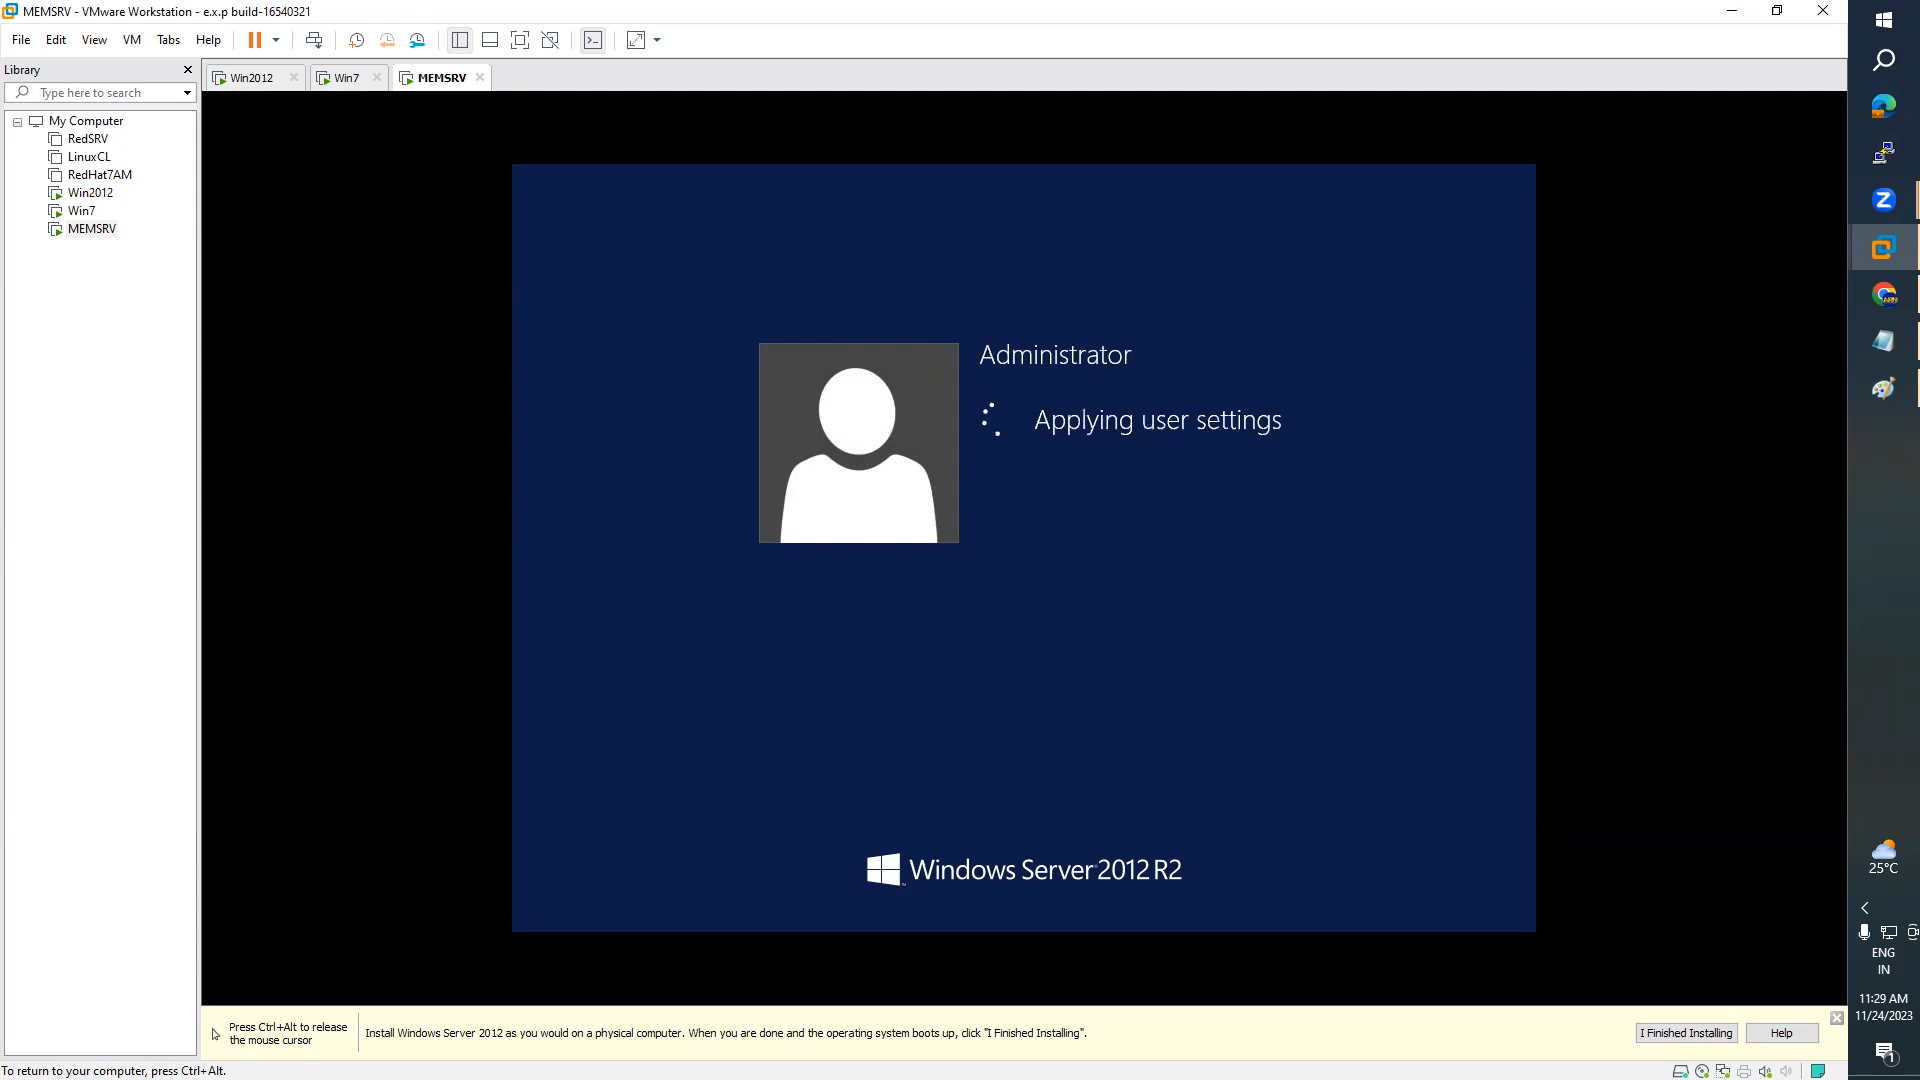 MEMSRV - VMware Workstation - e.x.p build-16540321
File Edit View VM Tabs Help
Library
Type here to search
My Computer
RedSRV
LinuxCL
RedHat7AM
Win2012
Win7
MEMSRV
Win2012
Win7
MEMSRV
Administrator
Applying user settings
Windows Server 2012 R2
Press Ctrl+Alt to release
the mouse cursor
Install Windows Server 2012 as you would on a physical computer. When you are done and the operating system boots up, click "I Finished Installing".
I Finished Installing
Help
To return to your computer, press Ctrl+Alt.
25°C
ENG
IN
11:29 AM
11/24/2023
1